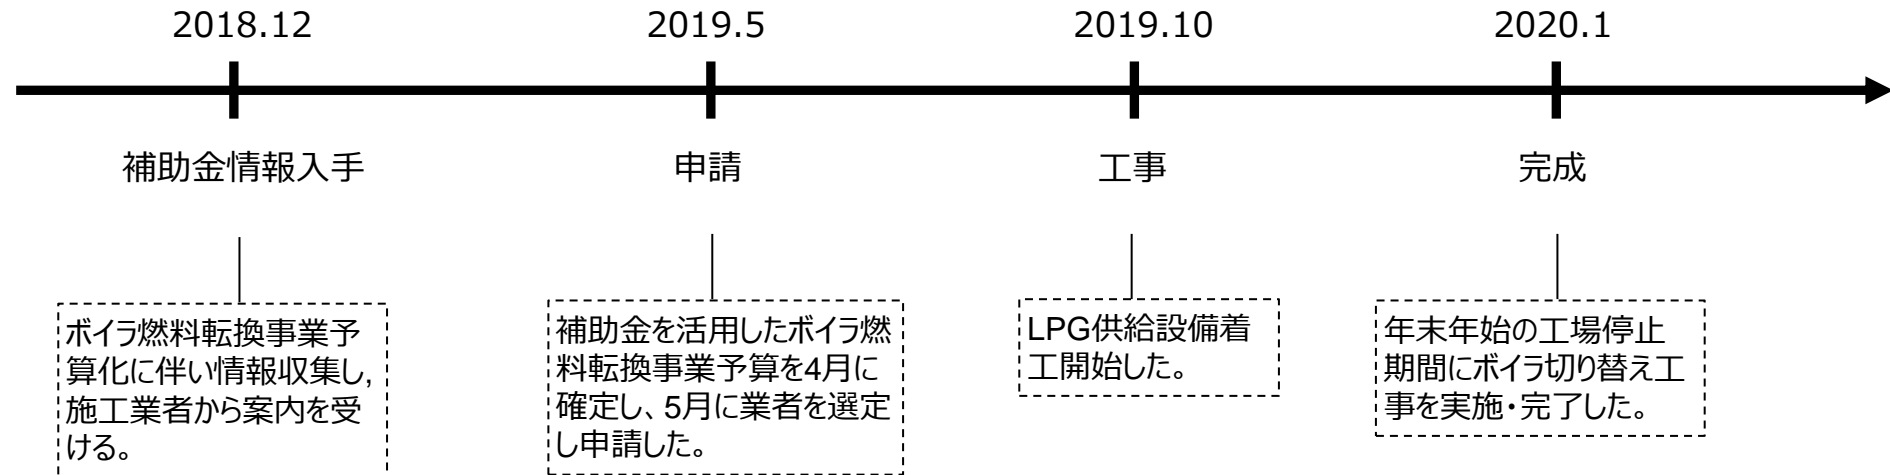 2018.12
2019.5
2019.10
2020.1
補助金情報入手
申請
工事
完成
ボイラ燃料転換事業予
算化に伴い情報収集し,
施工業者から案内を受
ける。
補助金を活用したボイラ燃
料転換事業予算を4月に
確定し、5月に業者を選定
し申請した。
LPG供給設備着
工開始した。
年末年始の工場停止
期間にボイラ切り替え工
事を実施・完了した。